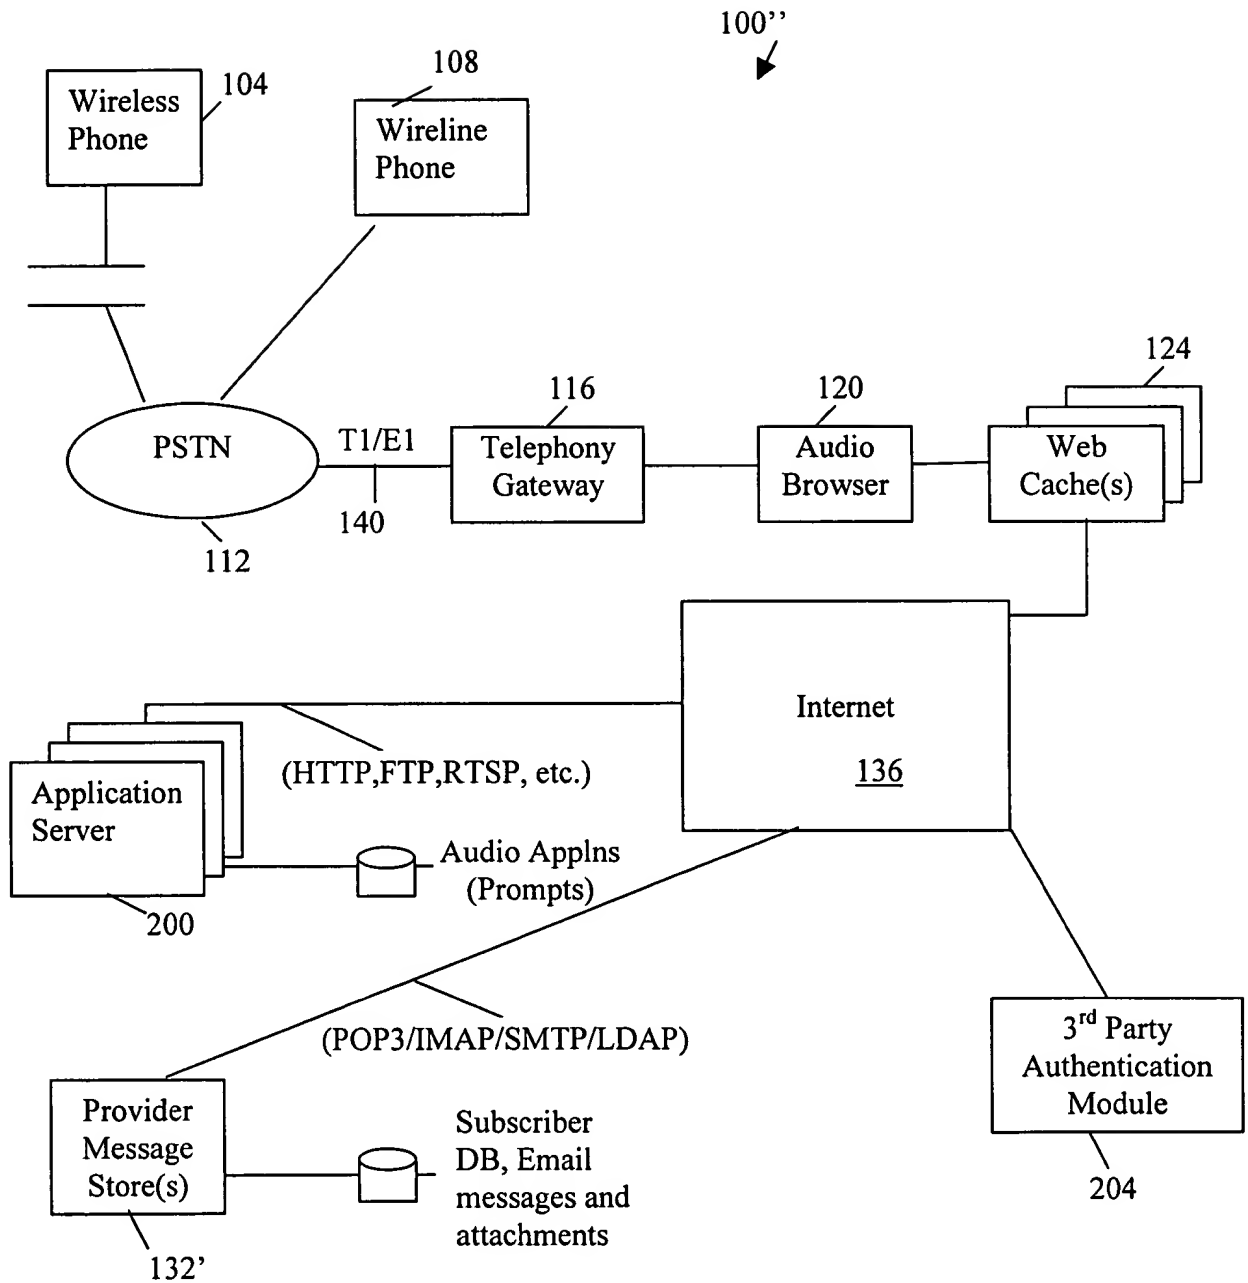 100’’
104
Wireless
Phone
108
Wireline
Phone
PSTN
112
T1/E1
140
116
Telephony
Gateway
120
Audio
Browser
124
Web
Cache(s)
Internet
136
(HTTP,FTP,RTSP, etc.)
Application
Server
200
Audio Applns
(Prompts)
(POP3/IMAP/SMTP/LDAP)
3rd Party
Authentication
Module
204
Provider
Message
Store(s)
132’
Subscriber
DB, Email
messages and
attachments